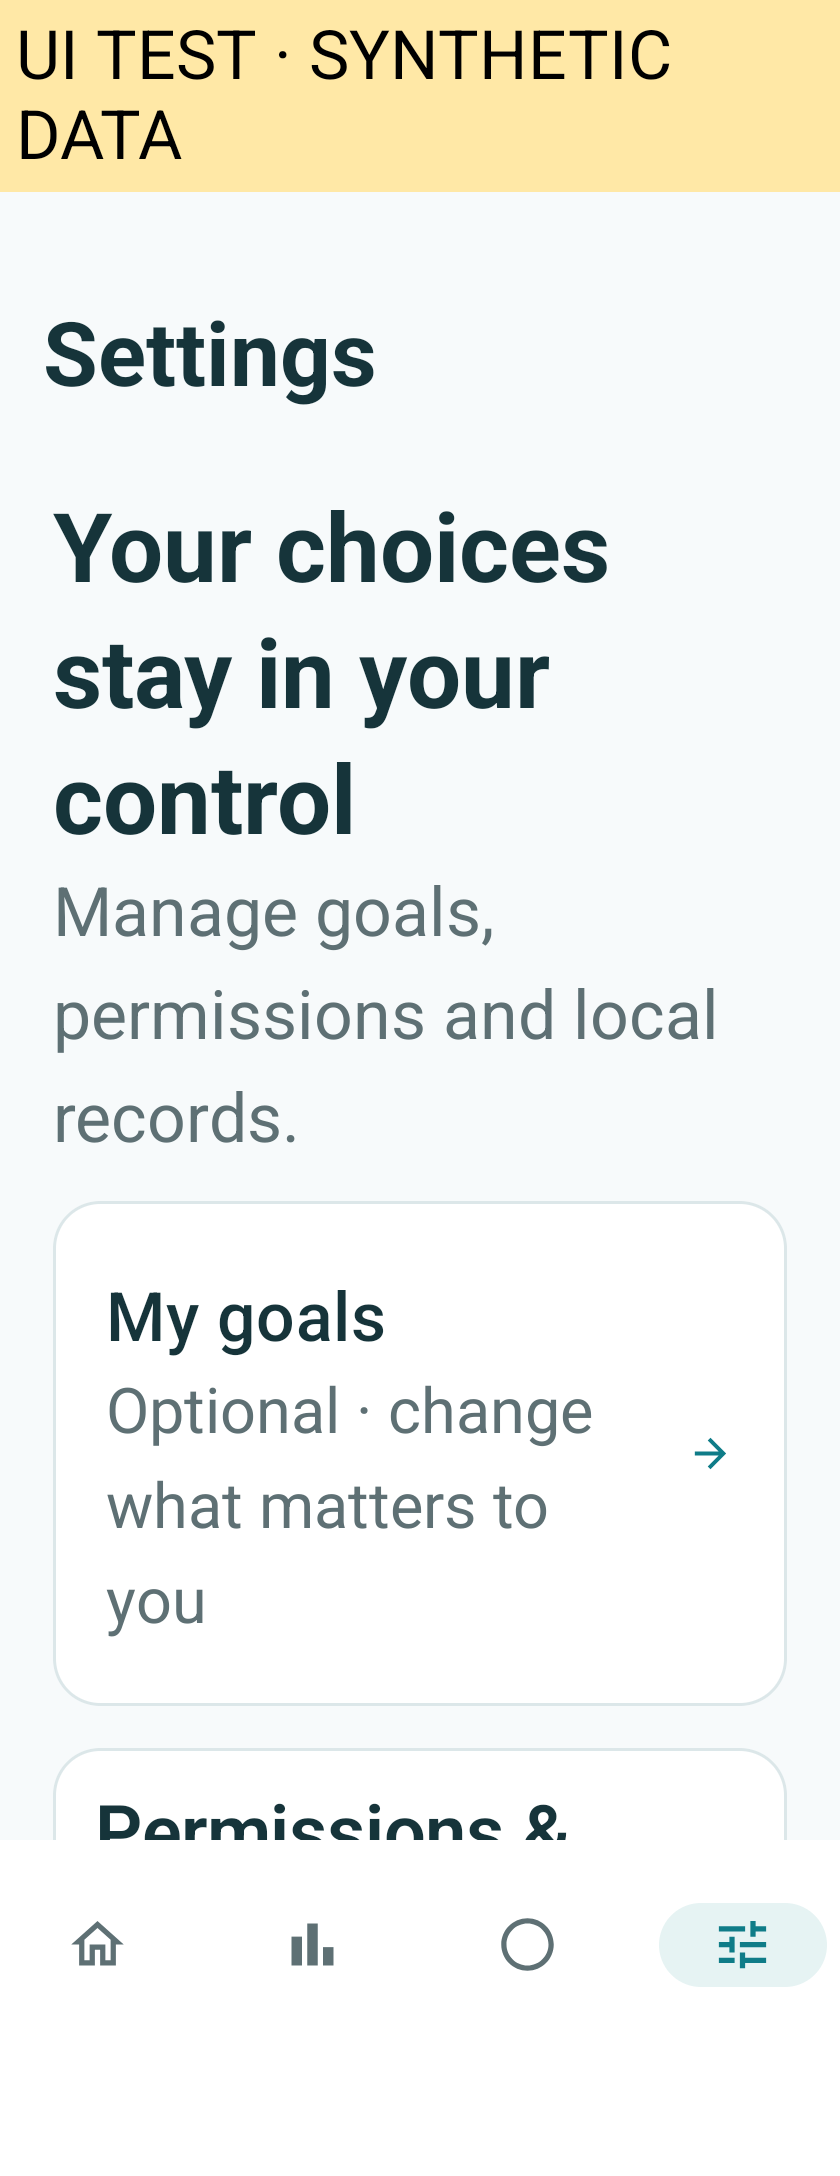 UI TEST · SYNTHETIC
DATA
Settings
Your choices
stay in your
control
Manage goals,
permissions and local
records.
My goals
Optional · change
what matters to
you
Permissions &